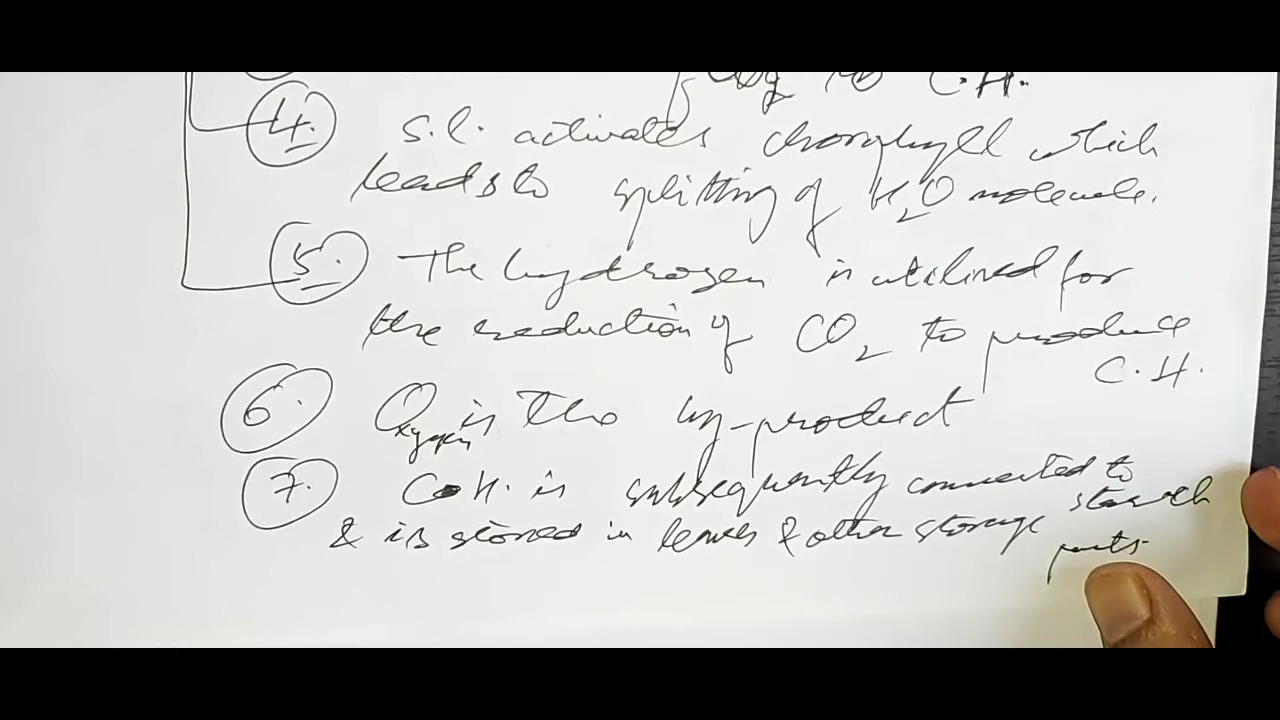 to C.H.
4. S.l. activates chorophyll which
leads to splitting of H2O molecule.
5. The hydrogen is utilised for
the reduction of CO2 to produce
C.H.
6. Oxygen is the by-product
7. C.H. is subsequently converted to
starch
& is stored in leaves & other storage
parts.